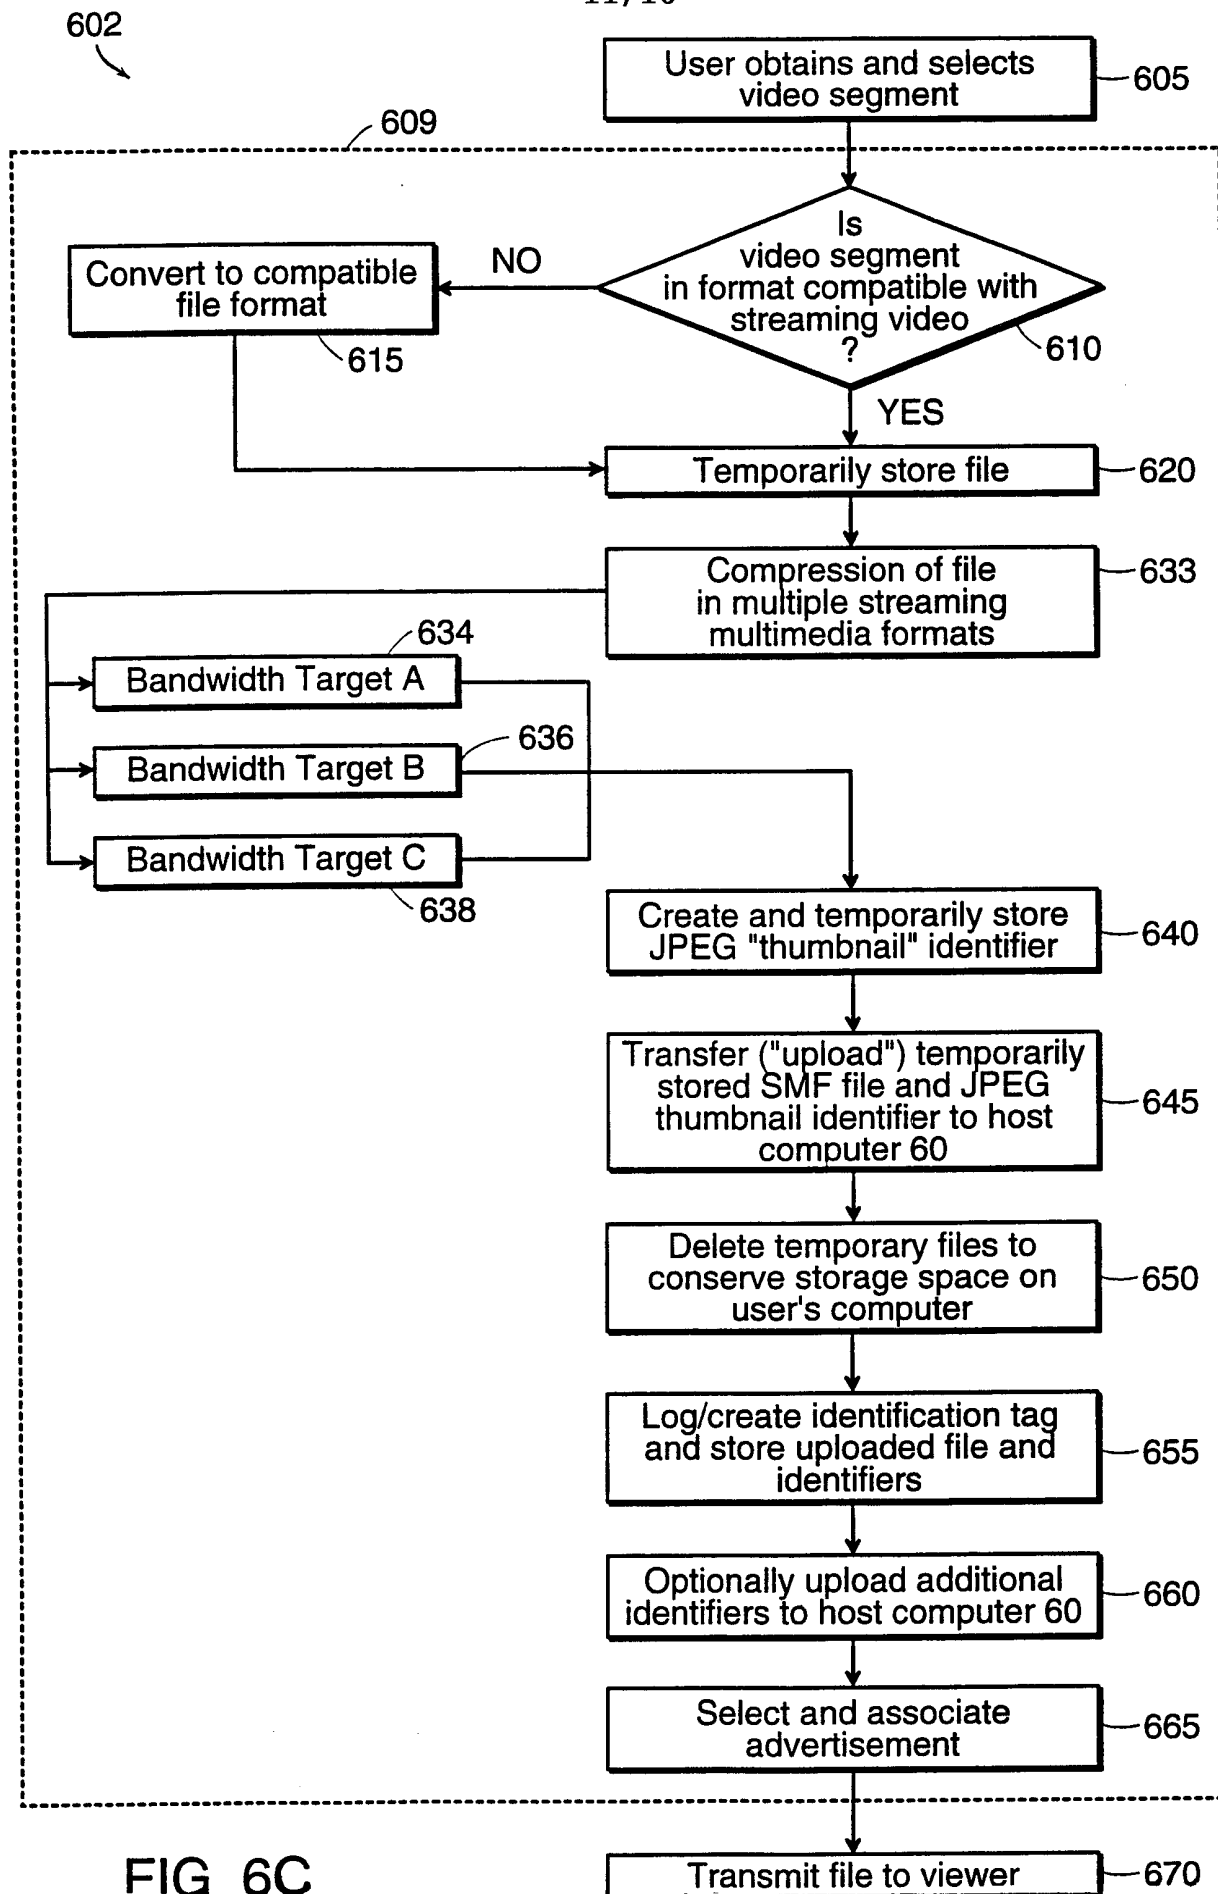 602
User obtains and selects
video segment
605
609
Is
video segment
in format compatible with
streaming video
?
610
NO
Convert to compatible
file format
615
YES
Temporarily store file
620
Compression of file
in multiple streaming
multimedia formats
633
634
Bandwidth Target A
636
Bandwidth Target B
Bandwidth Target C
638
Create and temporarily store
JPEG "thumbnail" identifier
640
Transfer ("upload") temporarily
stored SMF file and JPEG
thumbnail identifier to host
computer 60
645
Delete temporary files to
conserve storage space on
user's computer
650
Log/create identification tag
and store uploaded file and
identifiers
655
Optionally upload additional
identifiers to host computer 60
660
Select and associate
advertisement
665
Transmit file to viewer
670
FIG 6C